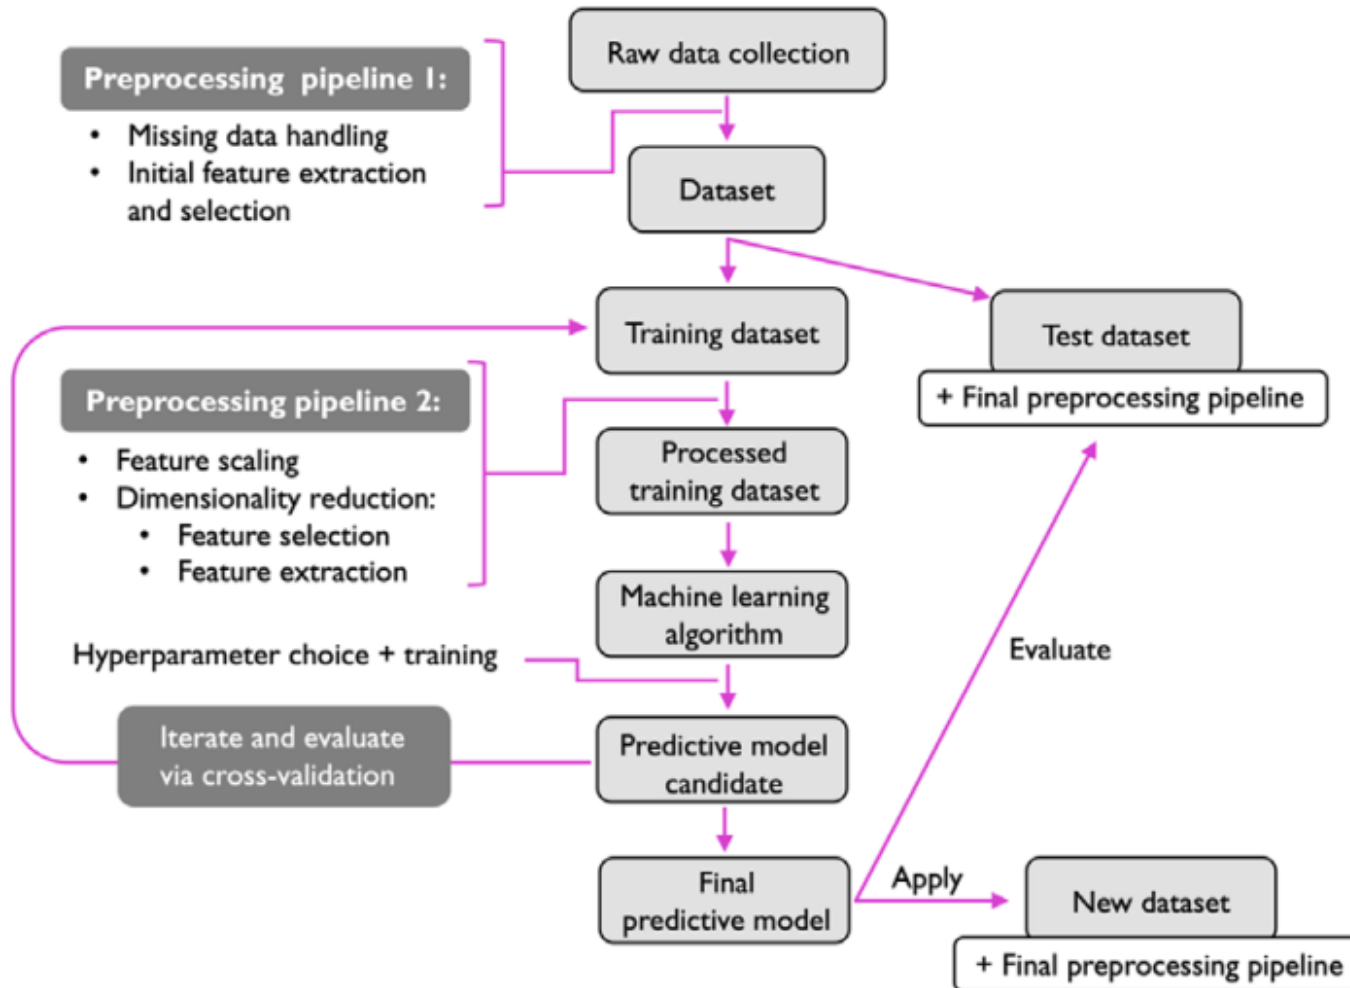 Raw data collection
Preprocessing pipeline 1:
• Missing data handling
• Initial feature extraction
and selection
Dataset
Training dataset
Test dataset
+ Final preprocessing pipeline
Preprocessing pipeline 2:
• Feature scaling
• Dimensionality reduction:
• Feature selection
• Feature extraction
Processed
training dataset
Machine learning
algorithm
Hyperparameter choice + training
Evaluate
Iterate and evaluate
via cross-validation
Predictive model
candidate
Final
predictive model
Apply
New dataset
+ Final preprocessing pipeline